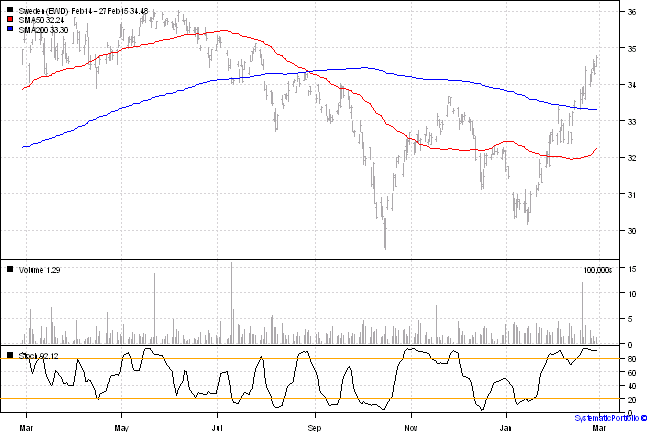 Sweden (EWD) Feb14 - 27Feb15 34.48
SMA50 32.24
SMA200 33.30
36
35
34
33
32
31
30
Volume 1.29
100,000s
15
10
5
0
Stock 92.12
80
60
40
20
0
Mar May Jul Sep Nov Jan Mar
SystematicPortfolio ©